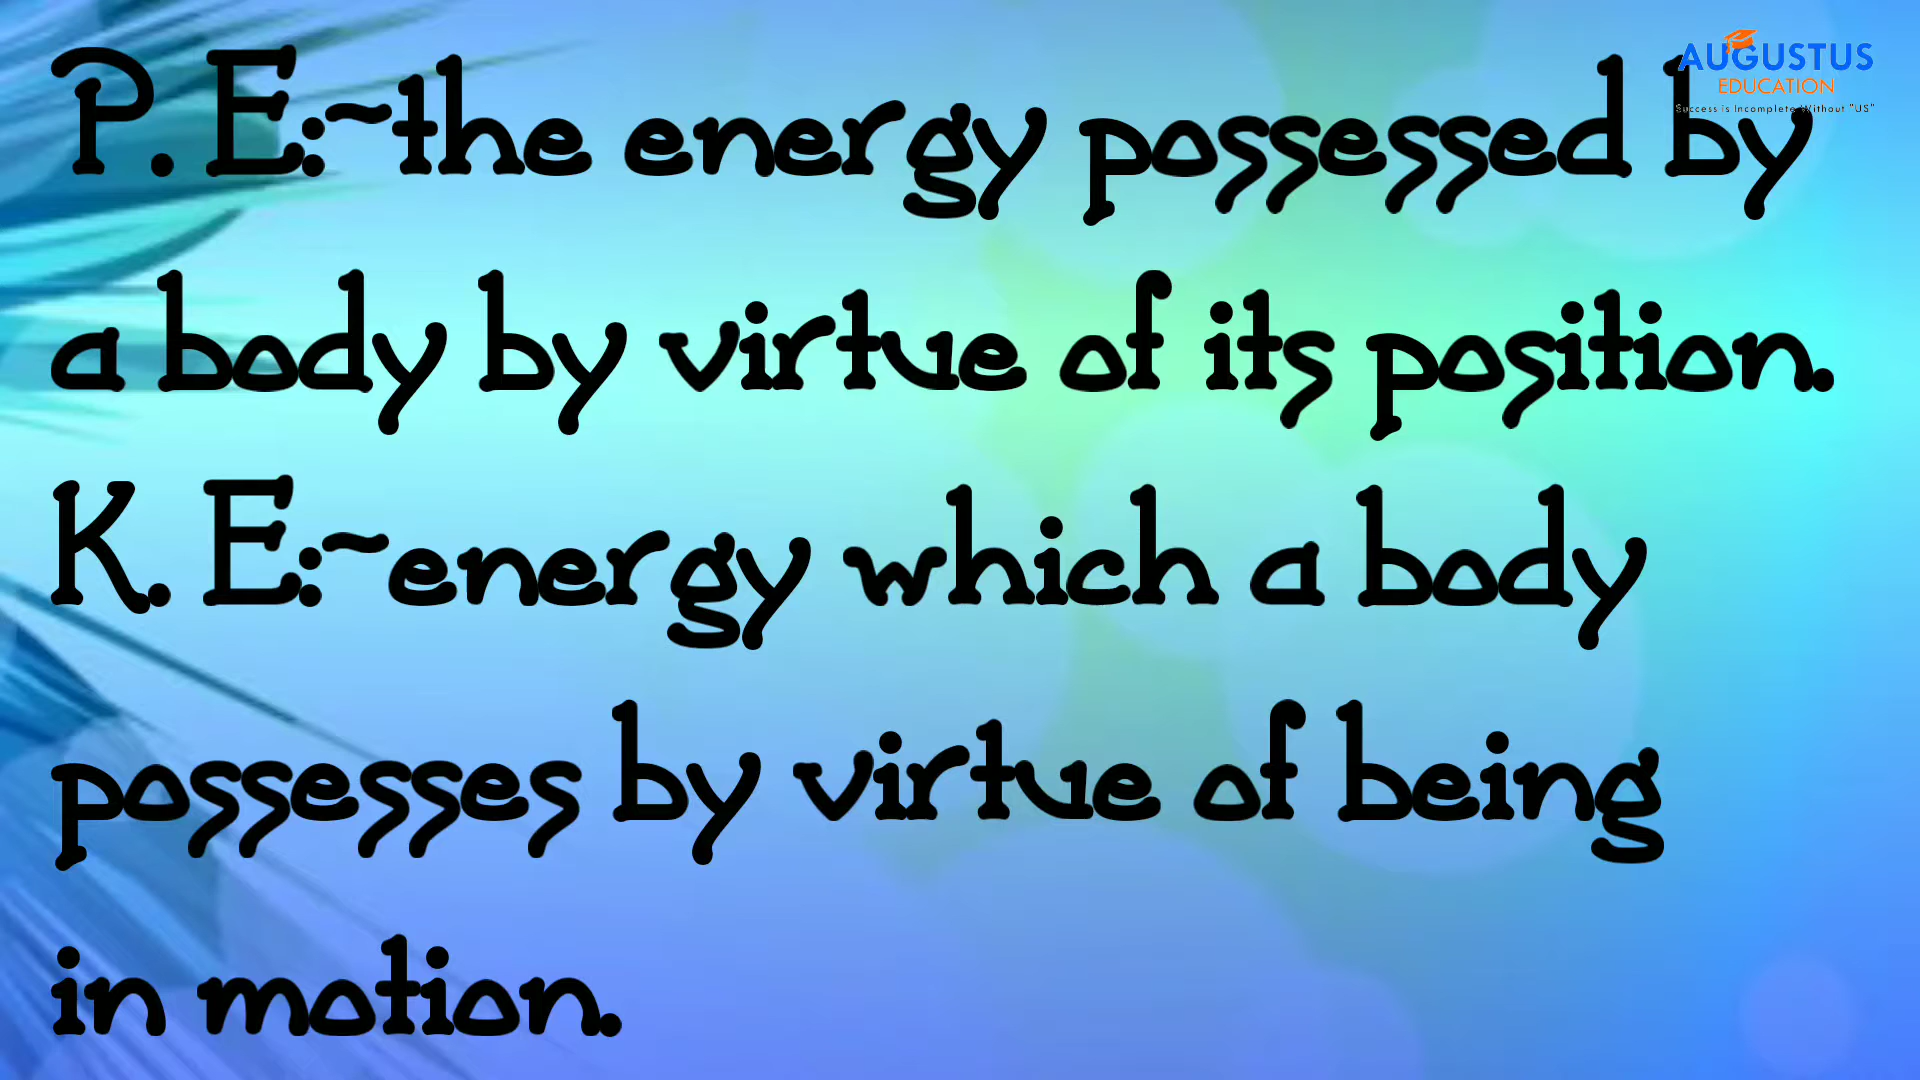 P. E:~the energy possessed by
a body by virtue of its position.
K. E:~energy which a body
possesses by virtue of being
in motion.
AUGUSTUS
EDUCATION
Success is Incomplete Without "US"